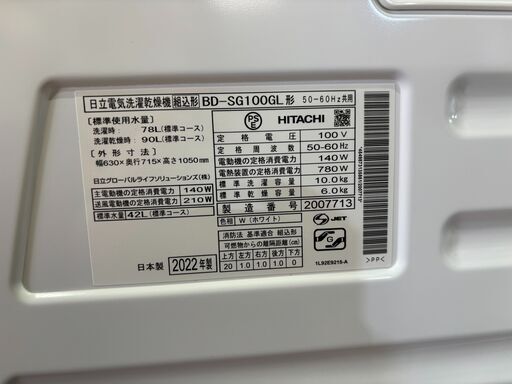 日立電気洗濯乾燥機 組込形 BD-SG100GL形 50-60Hz共用
[標準使用水量]
洗濯時: 78L(標準コース)
洗濯乾燥時: 90L(標準コース)
[外形寸法]
幅630×奥行715×高さ1050mm
日立グローバルライフソリューションズ(株)
主電動機の定格消費電力 140W
送風電動機の定格消費電力 210W
標準水量 42L(標準コース)
日本製 2022年製
PS E HITACHI
定格電圧 100V
定格周波数 50-60Hz
電動機の定格消費電力 140W
電熱装置の定格消費電力 780W
標準洗濯容量 10.0kg
標準乾燥容量 6.0kg
製造番号 2007713
色相 W(ホワイト)
消防法 基準適合 組込形
可燃物からの離隔距離(cm)
上方 左方 右方 前方 後方 下方
20 1.0 1.0 0 1.0 0
S JET
G
1L92E9215-A
>PP<